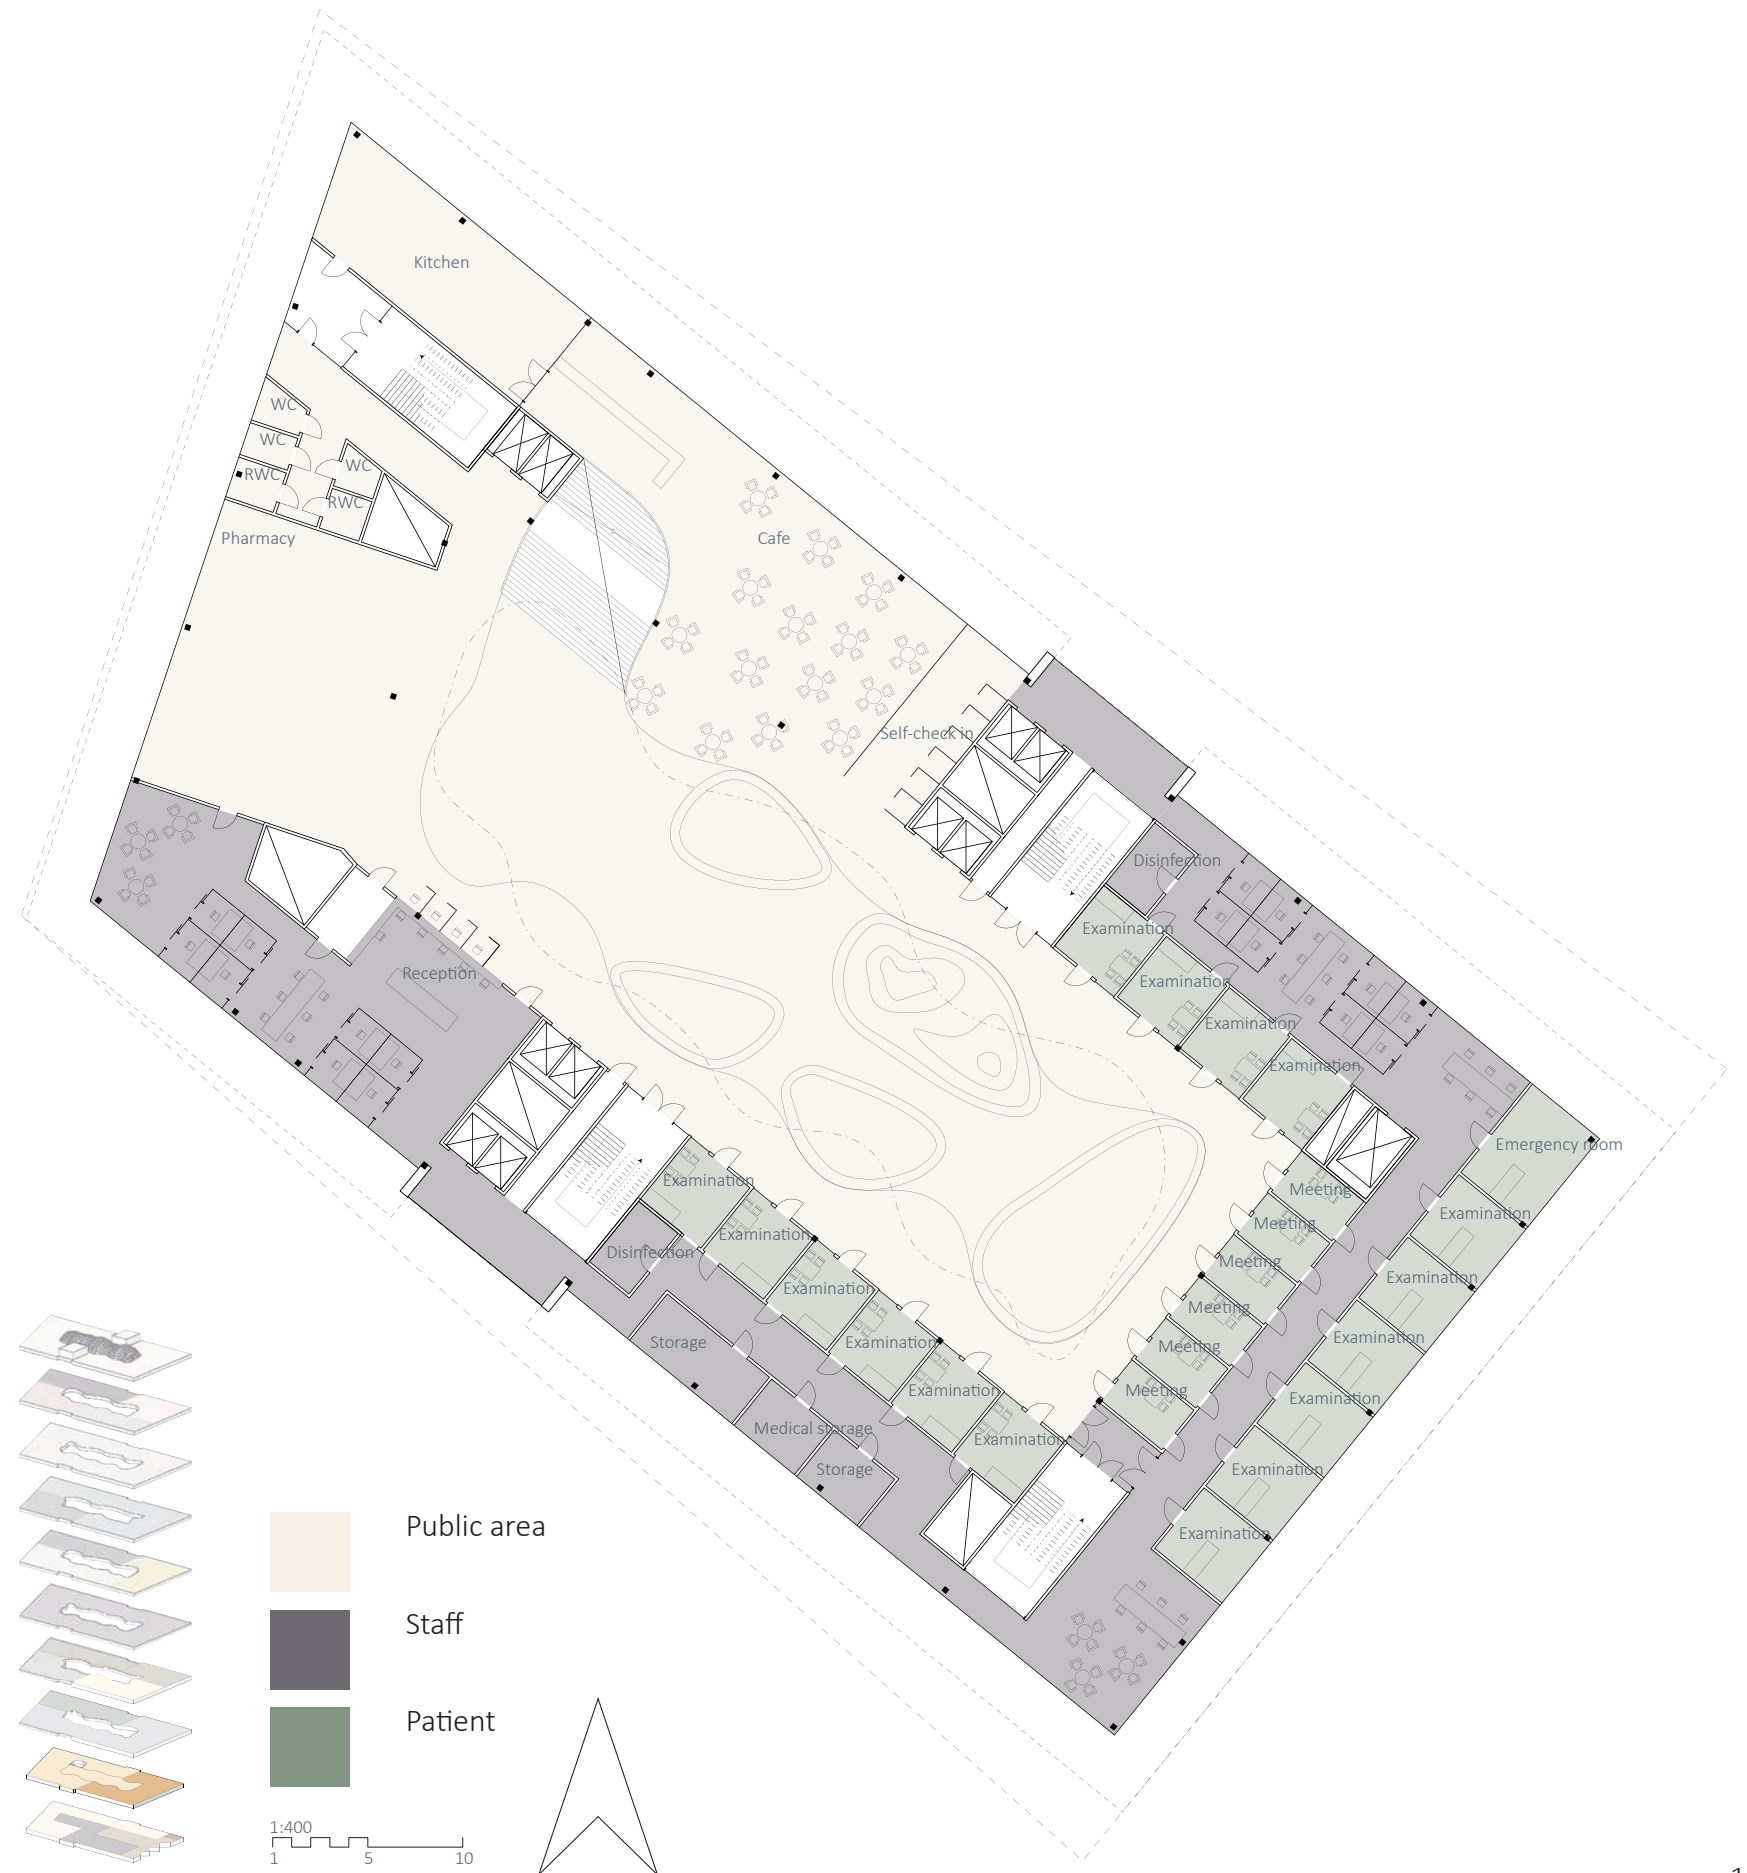 Kitchen
WC
WC
WC
RWC
RWC
Pharmacy
Cafe
Self-check in
Disinfection
Examination
Examination
Examination
Examination
Reception
Emergency room
Meeting
Meeting
Meeting
Meeting
Meeting
Meeting
Examination
Examination
Examination
Examination
Examination
Examination
Examination
Disinfection
Examination
Examination
Examination
Examination
Examination
Storage
Medical storage
Storage
Public area
Staff
Patient
1:400
1
5
10